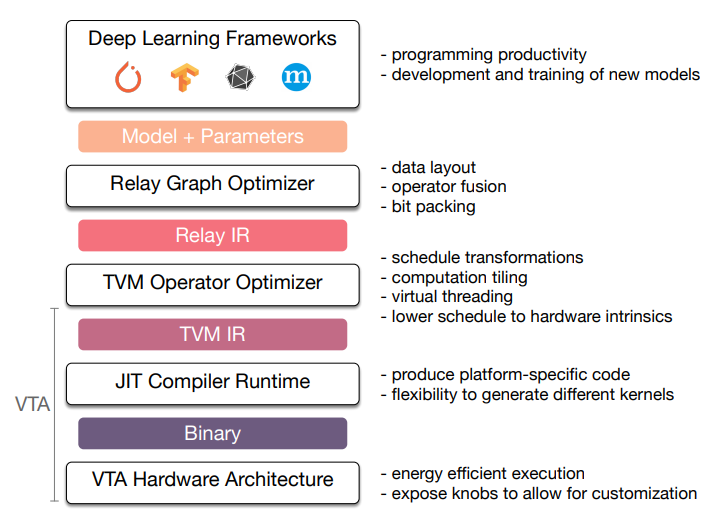 Deep Learning Frameworks
- programming productivity
- development and training of new models
Model + Parameters
Relay Graph Optimizer
- data layout
- operator fusion
- bit packing
Relay IR
TVM Operator Optimizer
- schedule transformations
- computation tiling
- virtual threading
- lower schedule to hardware intrinsics
TVM IR
VTA
JIT Compiler Runtime
- produce platform-specific code
- flexibility to generate different kernels
Binary
VTA Hardware Architecture
- energy efficient execution
- expose knobs to allow for customization